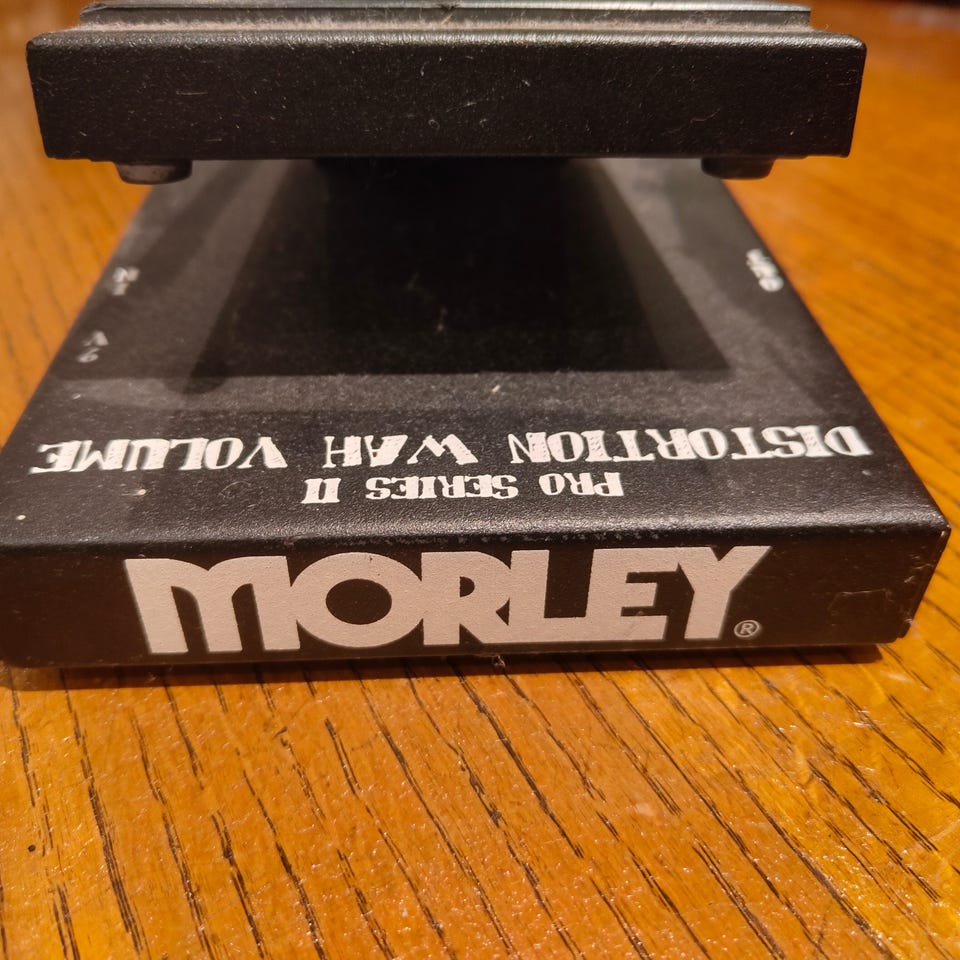 DISTORTION WAH VOLUME
PRO SERIES II
MORLEY®